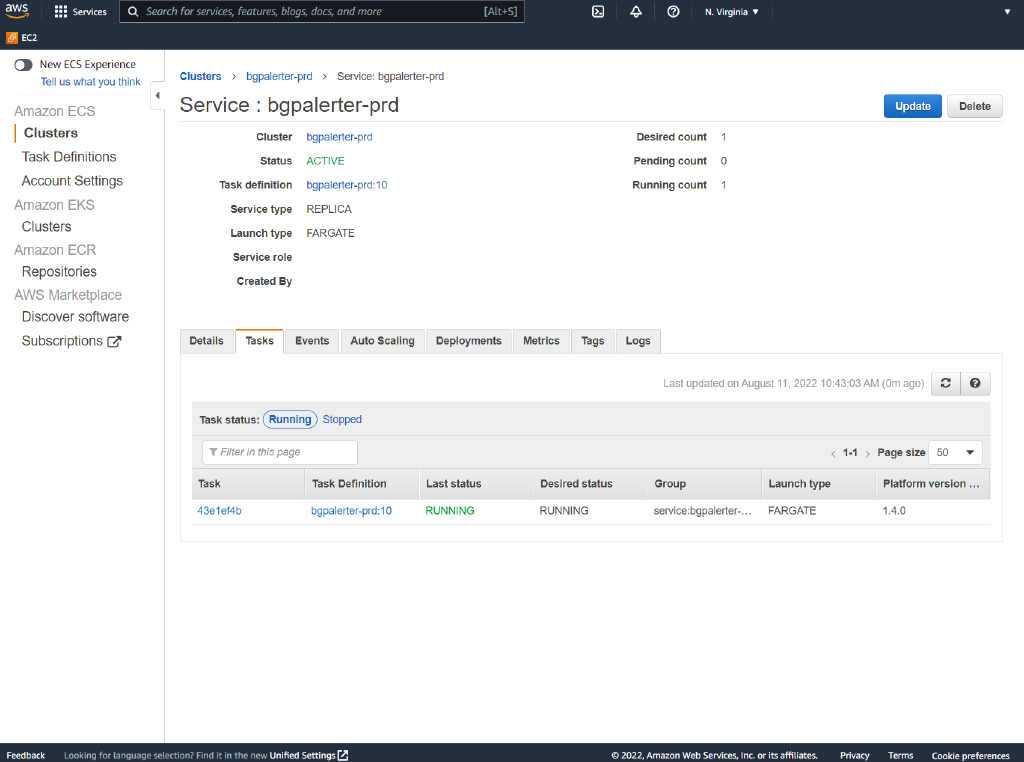 aws Services Search for services, features, blogs, docs, and more [Alt+S] N. Virginia
EC2
New ECS Experience
Tell us what you think
Amazon ECS
Clusters
Task Definitions
Account Settings
Amazon EKS
Clusters
Amazon ECR
Repositories
AWS Marketplace
Discover software
Subscriptions
Clusters > bgpalerter-prd > Service: bgpalerter-prd
Service : bgpalerter-prd
Update Delete
Cluster bgpalerter-prd
Status ACTIVE
Task definition bgpalerter-prd:10
Service type REPLICA
Launch type FARGATE
Service role
Created By
Desired count 1
Pending count 0
Running count 1
Details Tasks Events Auto Scaling Deployments Metrics Tags Logs
Last updated on August 11, 2022 10:43:03 AM (0m ago)
Task status: Running Stopped
Filter in this page < 1-1 > Page size 50
Task Task Definition Last status Desired status Group Launch type Platform version ...
43e1ef4b bgpalerter-prd:10 RUNNING RUNNING service:bgpalerter-... FARGATE 1.4.0
Feedback Looking for language selection? Find it in the new Unified Settings © 2022, Amazon Web Services, Inc. or its affiliates. Privacy Terms Cookie preferences